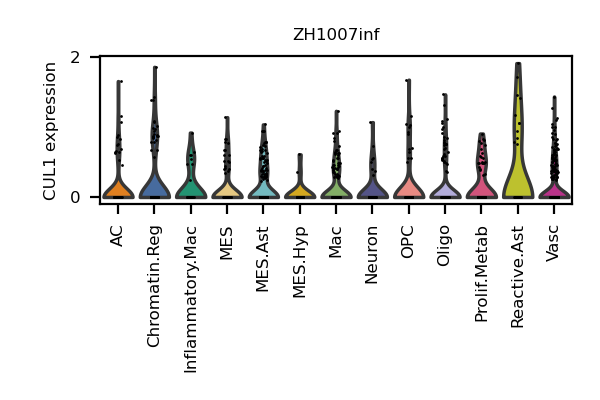 ZH1007inf
CUL1 expression
2
0
AC
Chromatin.Reg
Inflammatory.Mac
MES
MES.Ast
MES.Hyp
Mac
Neuron
OPC
Oligo
Prolif.Metab
Reactive.Ast
Vasc